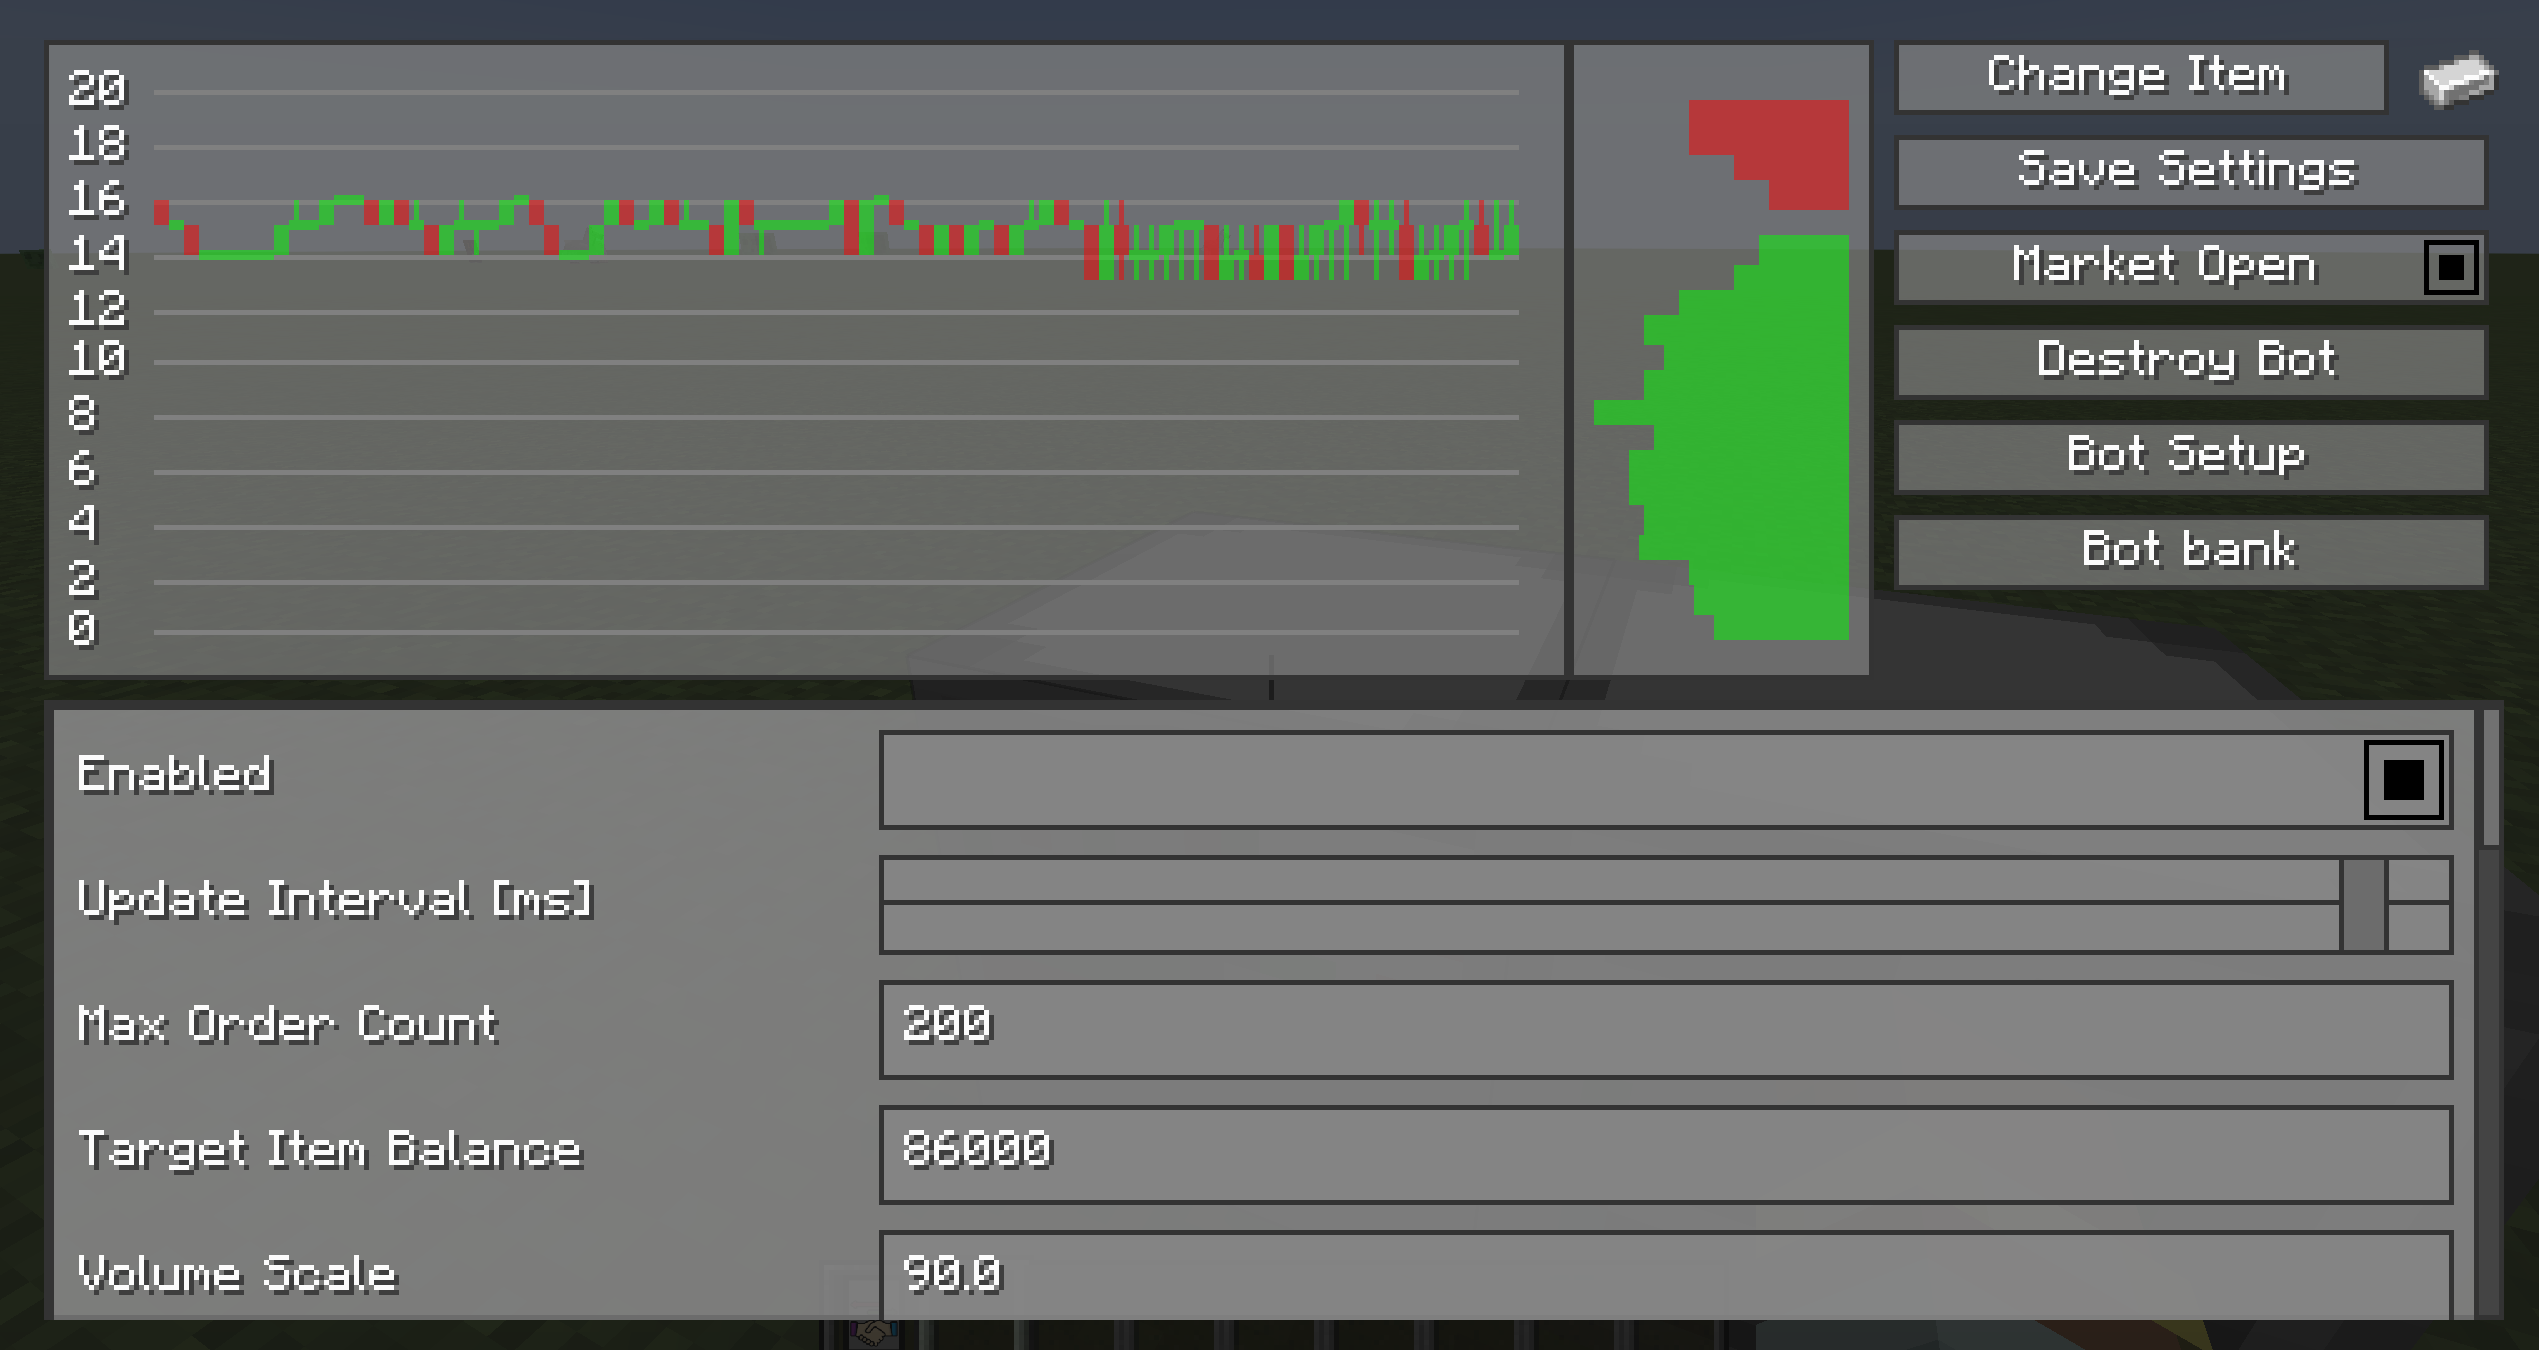 20
18
16
14
12
10
8
6
4
2
0
Change Item
Save Settings
Market Open
Destroy Bot
Bot Setup
Bot bank
Enabled
Update Interval [ms]
Max Order Count
200
Target Item Balance
86000
Volume Scale
90.0